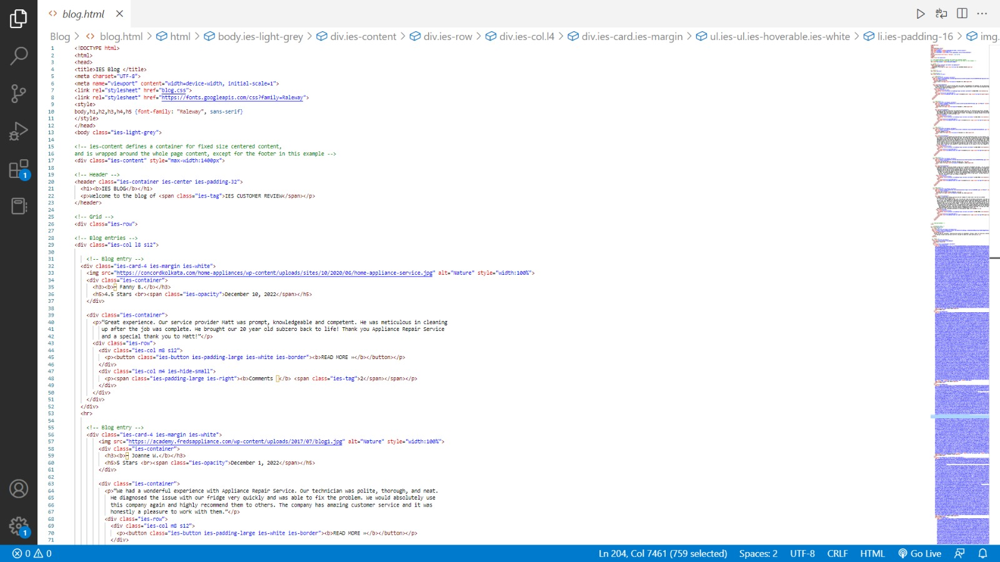 blog.html
Blog > blog.html > html > body.ies-light-grey > div.ies-content > div.ies-row > div.ies-col.l4 > div.ies-card.ies-margin > ul.ies-ul.ies-hoverable.ies-white > li.ies-padding-16 > img.
1 <!DOCTYPE html>
2 <html>
3 <head>
4 <title>IES Blog </title>
5 <meta charset="UTF-8">
6 <meta name="viewport" content="width=device-width, initial-scale=1">
7 <link rel="stylesheet" href="blog.css">
8 <link rel="stylesheet" href="https://fonts.googleapis.com/css?family=Raleway">
9 <style>
10 body,h1,h2,h3,h4,h5 {font-family: "Raleway", sans-serif}
11 </style>
12 </head>
13 <body class="ies-light-grey">
14
15 <!-- ies-content defines a container for fixed size centered content,
16 and is wrapped around the whole page content, except for the footer in this example -->
17 <div class="ies-content" style="max-width:1400px">
18
19 <!-- Header -->
20 <header class="ies-container ies-center ies-padding-32">
21 <h1><b>IES BLOG</b></h1>
22 <p>Welcome to the blog of <span class="ies-tag">IES CUSTOMER REVIEW</span></p>
23 </header>
24
25 <!-- Grid -->
26 <div class="ies-row">
27
28 <!-- Blog entries -->
29 <div class="ies-col l8 s12">
30
31 <!-- Blog entry -->
32 <div class="ies-card-4 ies-margin ies-white">
33 <img src="https://concordkolkata.com/home-appliances/wp-content/uploads/sites/10/2020/06/home-appliance-service.jpg" alt="Nature" style="width:100%">
34 <div class="ies-container">
35 <h3><b>– Fanny B.</b></h3>
36 <h5>4.5 Stars <br><span class="ies-opacity">December 10, 2022</span></h5>
37 </div>
38
39 <div class="ies-container">
40 <p>“Great experience. Our service provider Matt was prompt, knowledgeable and competent. He was meticulous in cleaning
41 up after the job was complete. He brought our 20 year old subzero back to life! Thank you Appliance Repair Service
42 and a special thank you to Matt!”</p>
43 <div class="ies-row">
44 <div class="ies-col m8 s12">
45 <p><button class="ies-button ies-padding-large ies-white ies-border"><b>READ MORE »</b></button></p>
46 </div>
47 <div class="ies-col m4 ies-hide-small">
48 <p><span class="ies-padding-large ies-right"><b>Comments </b> <span class="ies-tag">2</span></span></p>
49 </div>
50 </div>
51 </div>
52 </div>
53 <hr>
54
55 <!-- Blog entry -->
56 <div class="ies-card-4 ies-margin ies-white">
57 <img src="https://academy.fredsappliance.com/wp-content/uploads/2017/07/blog1.jpg" alt="Nature" style="width:100%">
58 <div class="ies-container">
59 <h3><b>– Joanne W.</b></h3>
60 <h5>5 Stars <br><span class="ies-opacity">December 1, 2022</span></h5>
61 </div>
62
63 <div class="ies-container">
64 <p>“We had a wonderful experience with Appliance Repair Service. Our technician was polite, thorough, and neat.
65 He diagnosed the issue with our fridge very quickly and was able to fix the problem. We would absolutely use
66 this company again and highly recommend them to others. The company has amazing customer service and it was
67 honestly a pleasure to work with them.”</p>
68 <div class="ies-row">
69 <div class="ies-col m8 s12">
70 <p><button class="ies-button ies-padding-large ies-white ies-border"><b>READ MORE »</b></button></p>
71 </div>
1
1
0 0 Ln 204, Col 7461 (759 selected) Spaces: 2 UTF-8 CRLF HTML Go Live